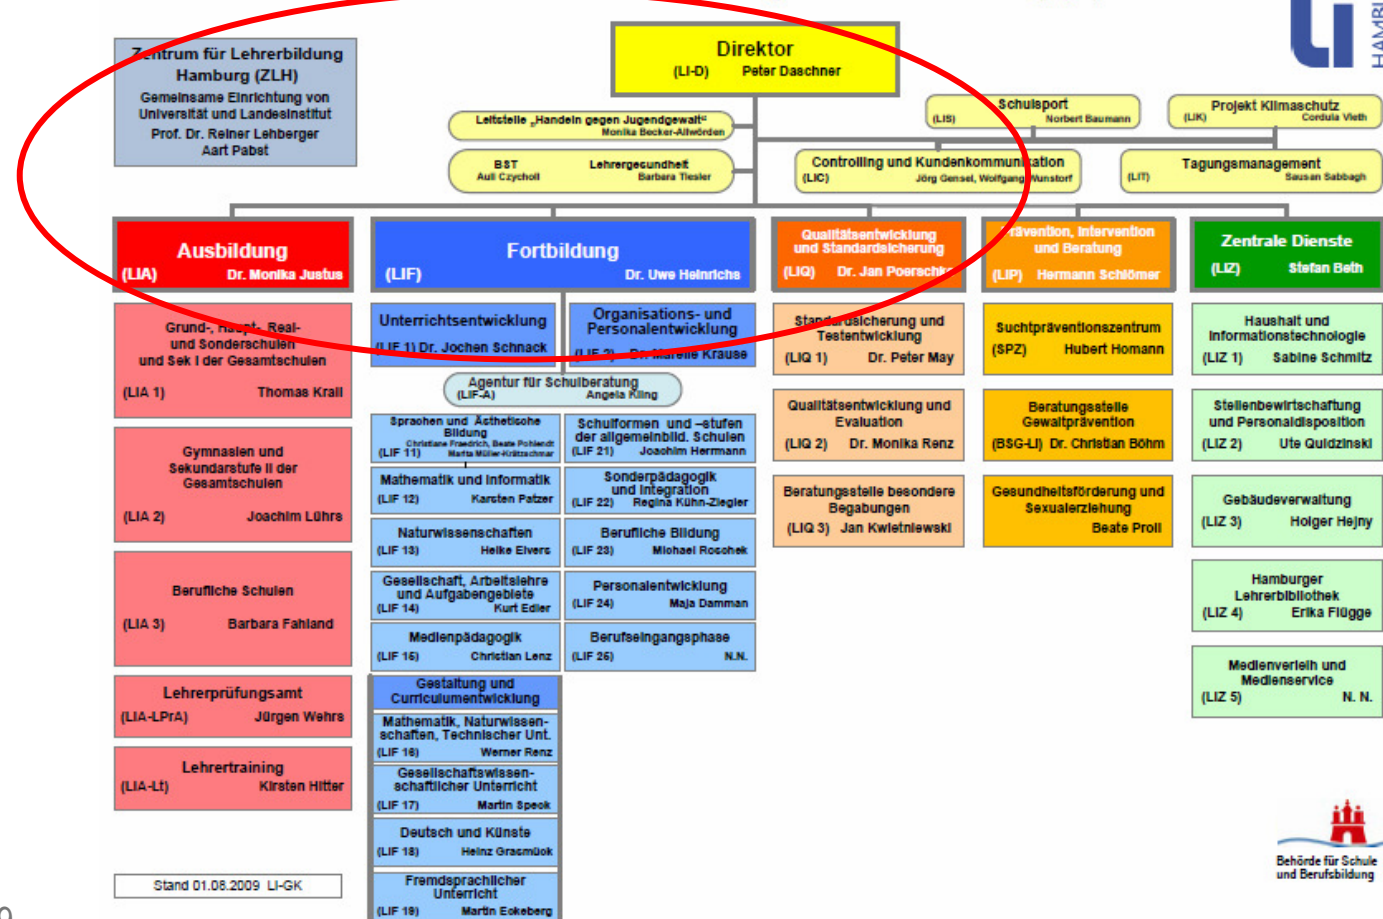 HAMBU
Zentrum für Lehrerbildung
Hamburg (ZLH)
Gemeinsame Einrichtung von
Universität und Landesinstitut
Prof. Dr. Reiner Lehberger
Aart Pabst
Direktor
(LI-D) Peter Daschner
Leitstelle „Handeln gegen Jugendgewalt“
Monika Becker-Allwörden
BST Lehrergesundheit
Auli Czycholl Barbara Tiesler
Schulsport
(LIS) Norbert Baumann
Projekt Klimaschutz
(LIK) Cordula Vieth
Controlling und Kundenkommunikation
(LIC) Jörg Gensel, Wolfgang Wunstorf
Tagungsmanagement
(LIT) Sausan Sabbagh
Ausbildung
(LIA) Dr. Monika Justus
Grund-, Haupt-, Real-
und Sonderschulen
und Sek I der Gesamtschulen
(LIA 1) Thomas Krall
Gymnasien und
Sekundarstufe II der
Gesamtschulen
(LIA 2) Joachim Lührs
Berufliche Schulen
(LIA 3) Barbara Fahland
Lehrerprüfungsamt
(LIA-LPrA) Jürgen Wehrs
Lehrertraining
(LIA-Lt) Kirsten Hitter
Fortbildung
(LIF) Dr. Uwe Heinrichs
Unterrichtsentwicklung
(LIF 1) Dr. Jochen Schnack
Organisations- und
Personalentwicklung
(LIF 2) Dr. Mareile Krause
Agentur für Schulberatung
(LIF-A) Angela Kling
Sprachen und Ästhetische
Bildung
Christiane Fraedrich, Beate Pohlendt
(LIF 11) Marita Müller-Krätzschmar
Mathematik und Informatik
(LIF 12) Karsten Patzer
Naturwissenschaften
(LIF 13) Heike Elvers
Gesellschaft, Arbeitslehre
und Aufgabengebiete
(LIF 14) Kurt Edler
Medienpädagogik
(LIF 15) Christian Lenz
Gestaltung und
Curriculumentwicklung
Mathematik, Naturwissen-
schaften, Technischer Unt.
(LIF 16) Werner Renz
Gesellschaftswissen-
schaftlicher Unterricht
(LIF 17) Martin Speck
Deutsch und Künste
(LIF 18) Heinz Grasmück
Fremdsprachlicher
Unterricht
(LIF 19) Martin Eckeberg
Schulformen und –stufen
der allgemeinbild. Schulen
(LIF 21) Joachim Herrmann
Sonderpädagogik
und Integration
(LIF 22) Regina Kühn-Ziegler
Berufliche Bildung
(LIF 23) Michael Roschek
Personalentwicklung
(LIF 24) Maja Damman
Berufseingangsphase
(LIF 25) N.N.
Qualitätsentwicklung
und Standardsicherung
(LIQ) Dr. Jan Poerschke
Standardsicherung und
Testentwicklung
(LIQ 1) Dr. Peter May
Qualitätsentwicklung und
Evaluation
(LIQ 2) Dr. Monika Renz
Beratungsstelle besondere
Begabungen
(LIQ 3) Jan Kwietniewski
Prävention, Intervention
und Beratung
(LIP) Hermann Schlömer
Suchtpräventionszentrum
(SPZ) Hubert Homann
Beratungsstelle
Gewaltprävention
(BSG-LI) Dr. Christian Böhm
Gesundheitsförderung und
Sexualerziehung
Beate Proll
Zentrale Dienste
(LIZ) Stefan Beth
Haushalt und
Informationstechnologie
(LIZ 1) Sabine Schmitz
Stellenbewirtschaftung
und Personaldisposition
(LIZ 2) Ute Quidzinski
Gebäudeverwaltung
(LIZ 3) Holger Hejny
Hamburger
Lehrerbibliothek
(LIZ 4) Erika Flügge
Medienverleih und
Medienservice
(LIZ 5) N. N.
Stand 01.08.2009 LI-GK
Behörde für Schule
und Berufsbildung